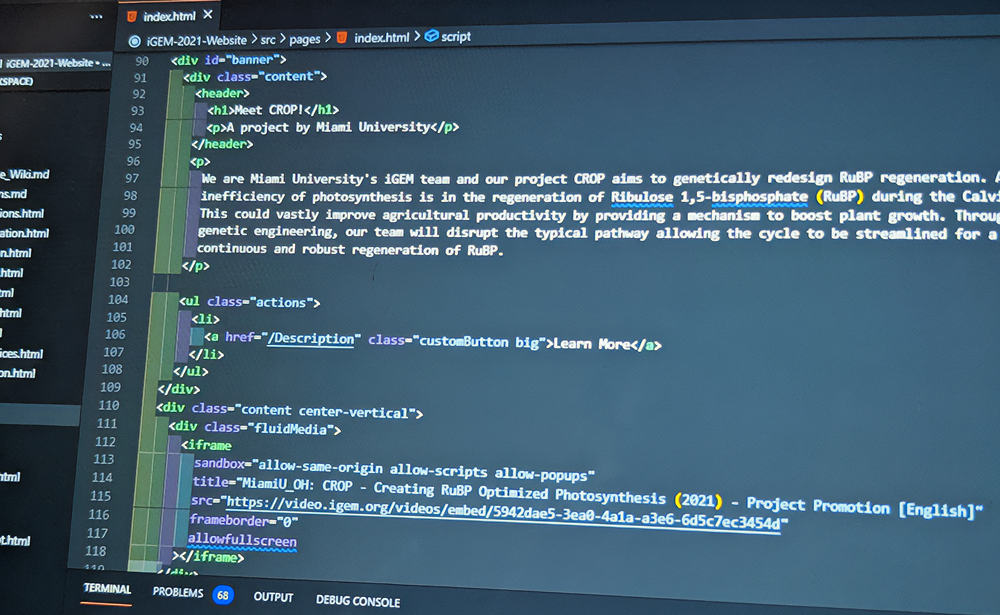 index.html
iGEM-2021-Website > src > pages > index.html > script
iGEM-2021-Website
KSPACE)
e_Wiki.md
ns.md
ions.html
ation.html
n.html
html
tml
html
l
ices.html
on.html
html
t.html
90 <div id="banner">
91 <div class="content">
92 <header>
93 <h1>Meet CROP!</h1>
94 <p>A project by Miami University</p>
95 </header>
96 <p>
97 We are Miami University's iGEM team and our project CROP aims to genetically redesign RuBP regeneration. A
98 inefficiency of photosynthesis is in the regeneration of Ribulose 1,5-bisphosphate (RuBP) during the Calvi
99 This could vastly improve agricultural productivity by providing a mechanism to boost plant growth. Throug
100 genetic engineering, our team will disrupt the typical pathway allowing the cycle to be streamlined for a
101 continuous and robust regeneration of RuBP.
102 </p>
103
104 <ul class="actions">
105 <li>
106 <a href="/Description" class="customButton big">Learn More</a>
107 </li>
108 </ul>
109 </div>
110 <div class="content center-vertical">
111 <div class="fluidMedia">
112 <iframe
113 sandbox="allow-same-origin allow-scripts allow-popups"
114 title="MiamiU_OH: CROP - Creating RuBP Optimized Photosynthesis (2021) - Project Promotion [English]"
115 src="https://video.igem.org/videos/embed/5942dae5-3ea0-4a1a-a3e6-6d5c7ec3454d"
116 frameborder="0"
117 allowfullscreen
118 ></iframe>
119 </div>
TERMINAL PROBLEMS 68 OUTPUT DEBUG CONSOLE